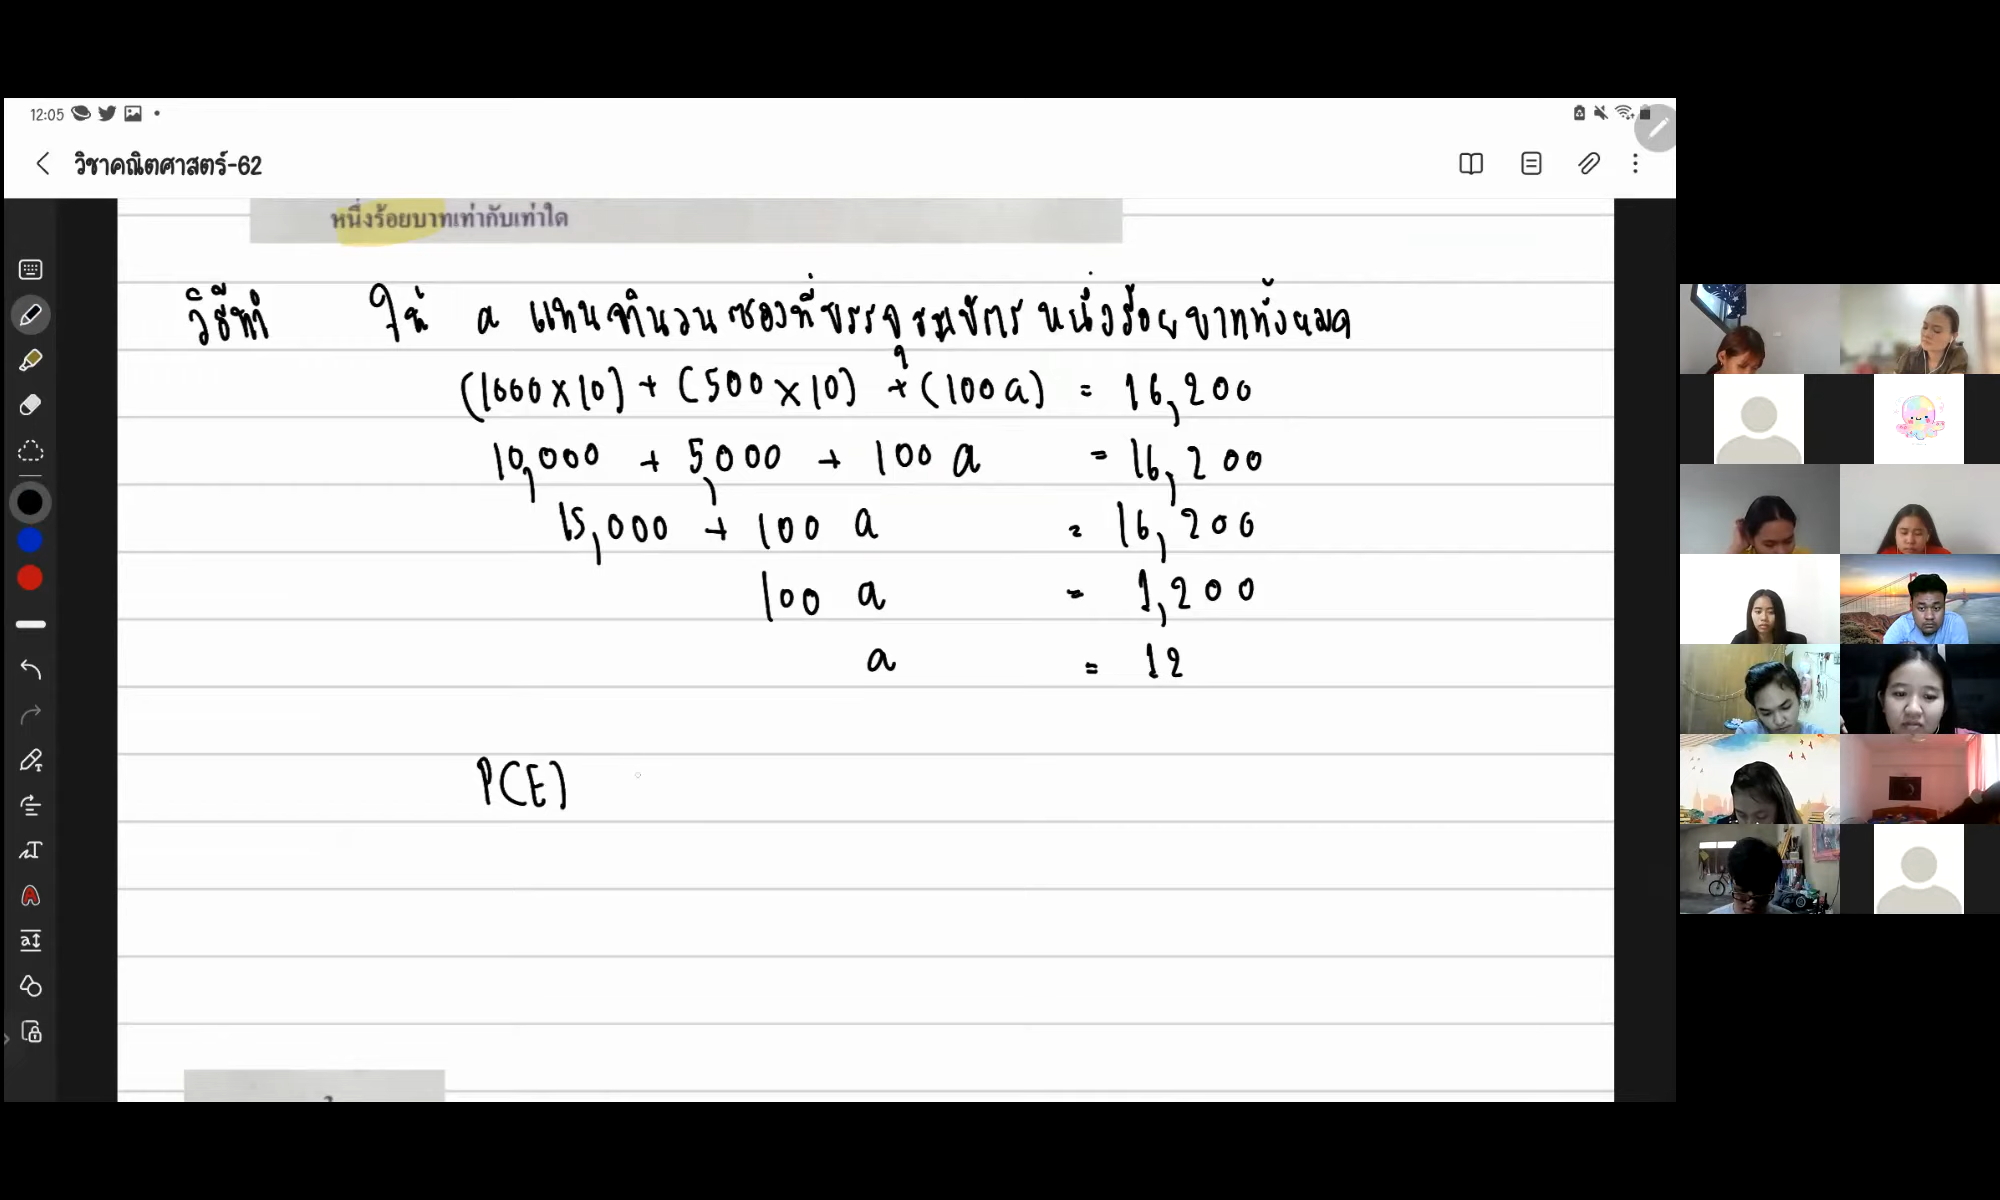 12:05
วิชาคณิตศาสตร์-62
หนึ่งร้อยบาทเท่ากับเท่าใด
วิธีทำ ให้ a แทนจำนวนซองที่บรรจุธนบัตรหนึ่งร้อยบาททั้งหมด
(1000 × 10) + (500 × 10) + (100 a) = 16,200
10,000 + 5,000 + 100 a = 16,200
15,000 + 100 a = 16,200
100 a = 1,200
a = 12
P(E)